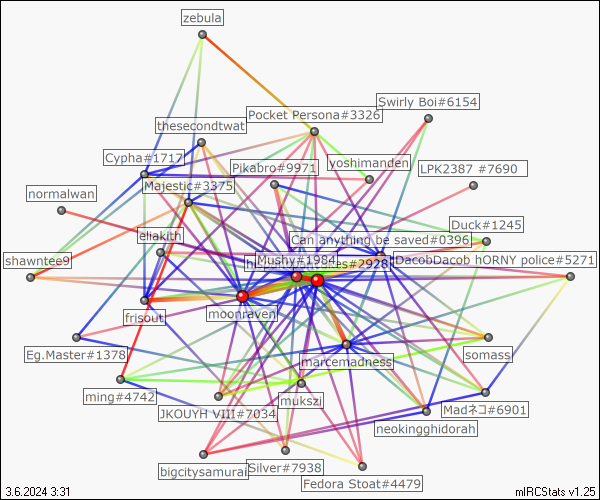 zebula
Swirly Boi#6154
Pocket Persona#3326
thesecondtwat
Cypha#1717
yoshimanden
Pikabro#9971
LPK2387 #7690
Majestic#3375
normalwan
Duck#1245
eliakith
Can anything be saved#0396
shawntee9
Mushy#1984
DacobDacob hORNY police#5271
#2928
moonraven
frisout
Eg.Master#1378
somass
marcemadness
ming#4742
mukszi
JKOUYH VIII#7034
Madネコ#6901
neokingghidorah
bigcitysamurai
Silver#7938
Fedora Stoat#4479
3.6.2024 3:31
mIRCStats v1.25